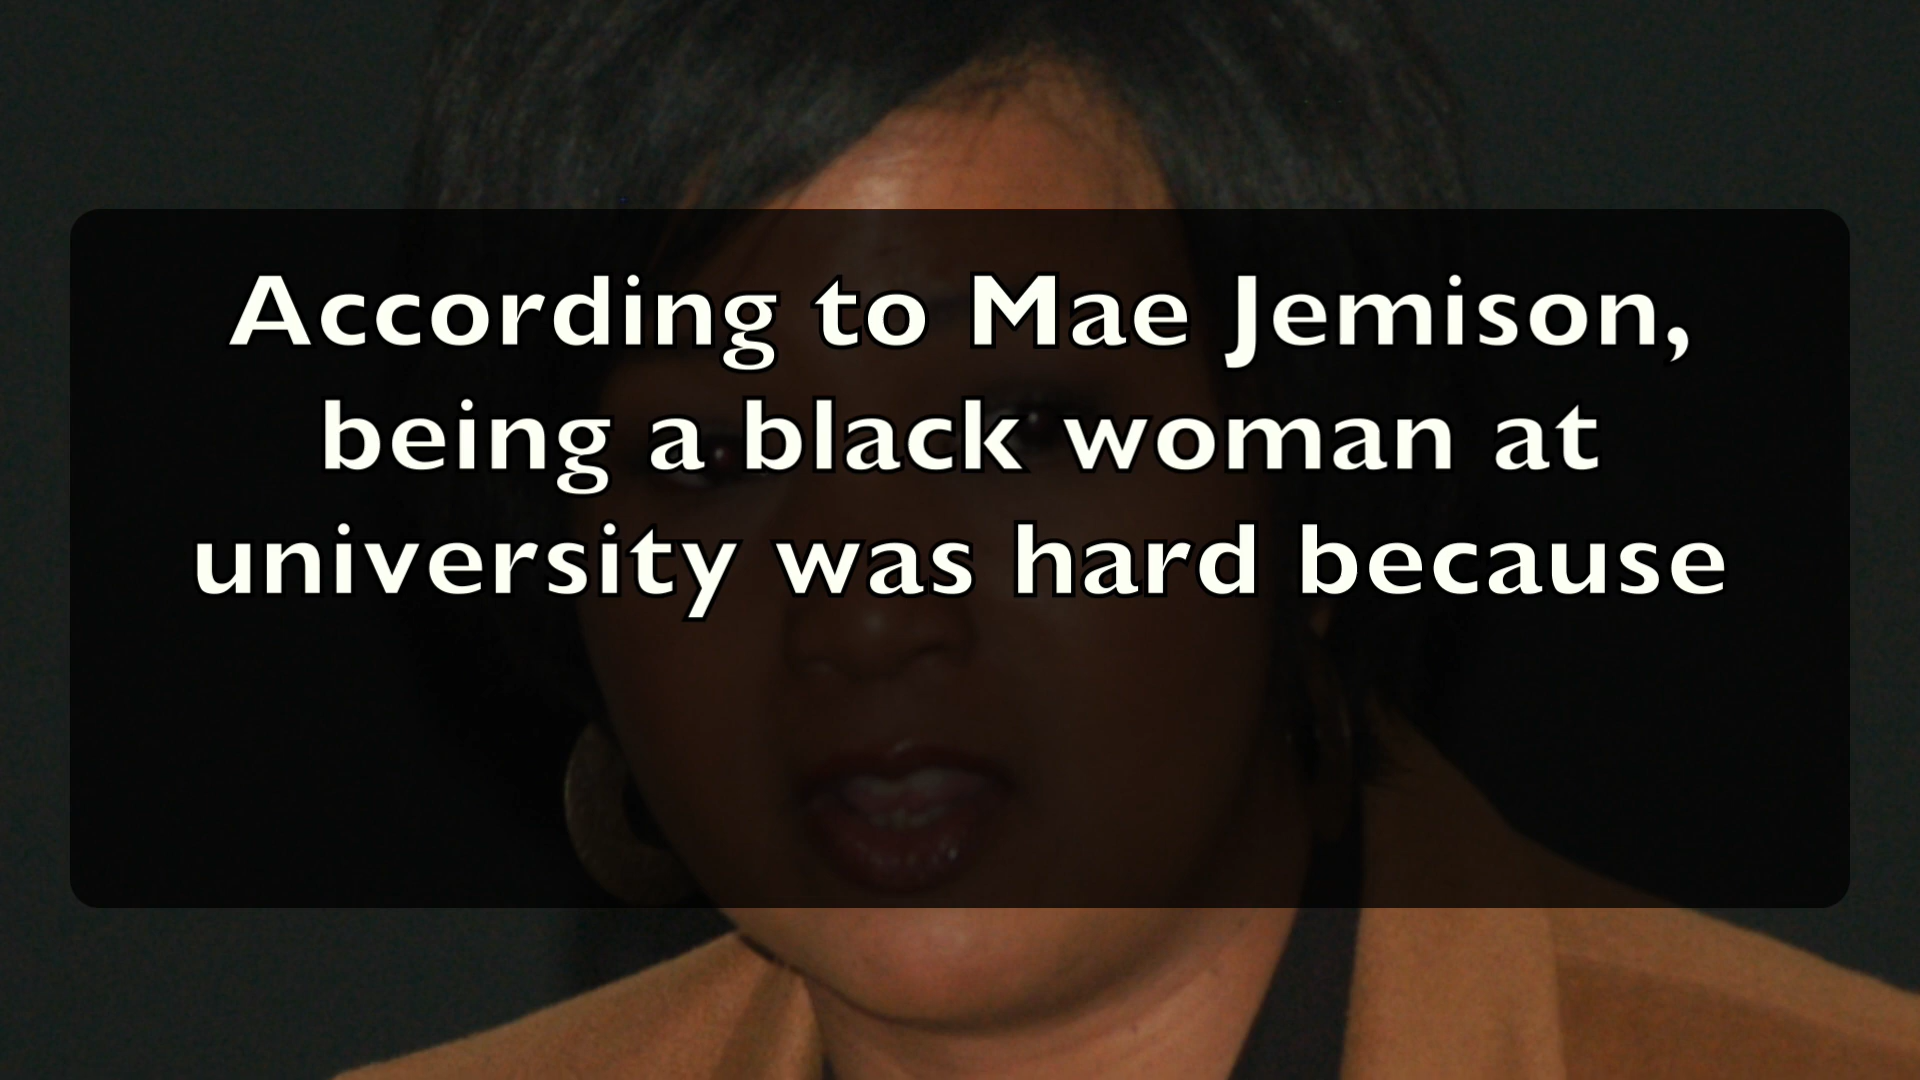 According to Mae Jemison,
being a black woman at
university was hard because